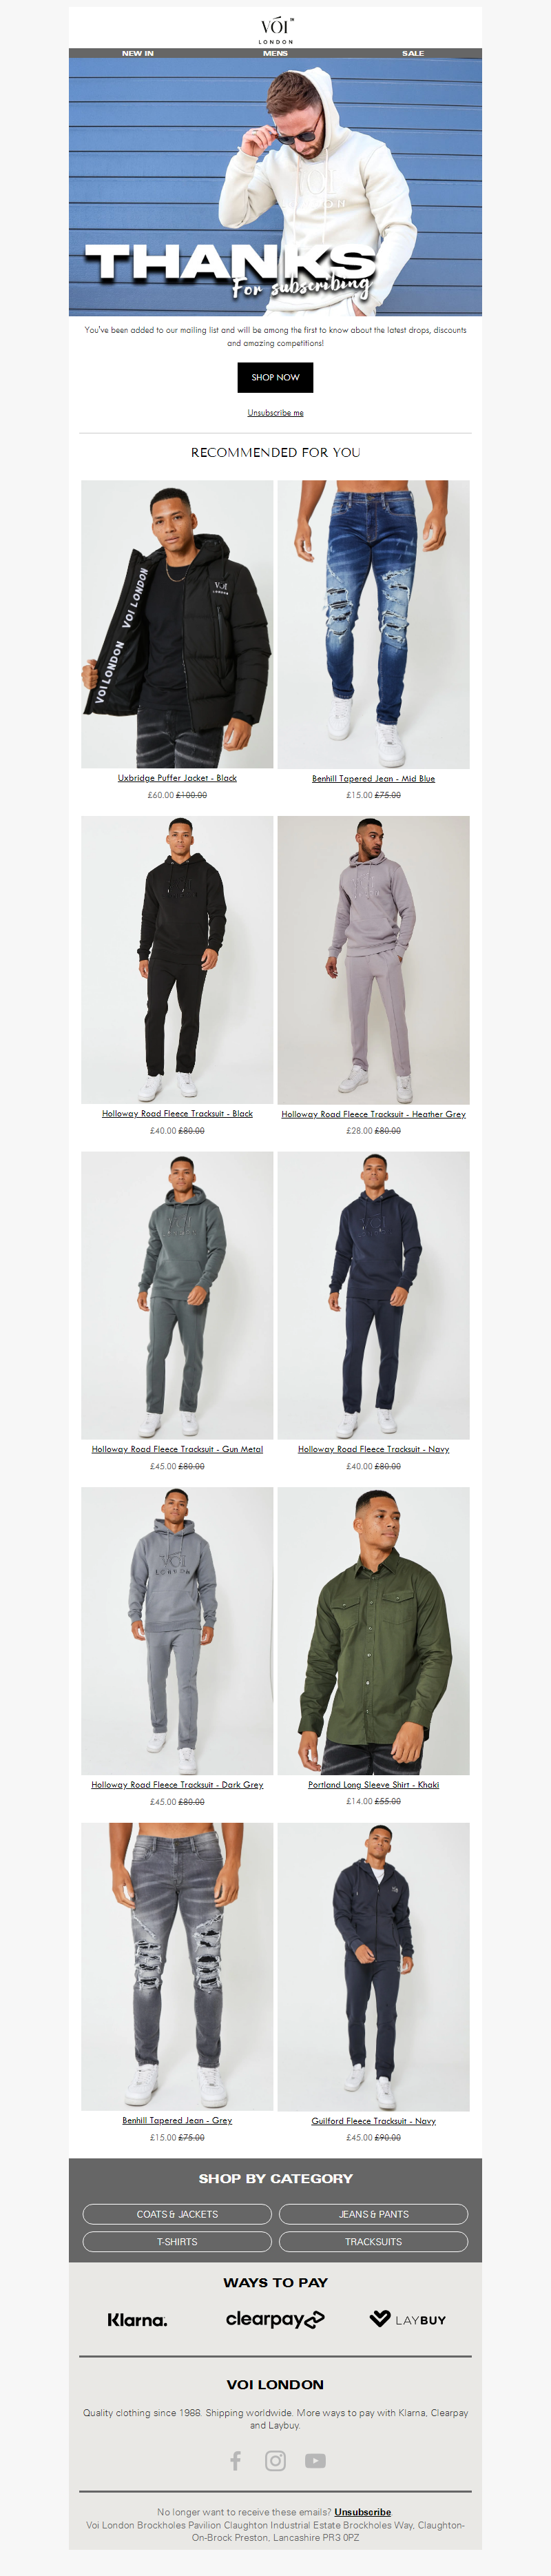 VOI
LONDON
NEW IN MENS SALE
THANKS
For subscribing
You've been added to our mailing list and will be among the first to know about the latest drops, discounts
and amazing competitions!
SHOP NOW
Unsubscribe me
RECOMMENDED FOR YOU
VOI LONDON VOI LONDON
VOI
LONDON
Uxbridge Puffer Jacket - Black
£60.00 £100.00
Benhill Tapered Jean - Mid Blue
£15.00 £75.00
Holloway Road Fleece Tracksuit - Black
£40.00 £80.00
Holloway Road Fleece Tracksuit - Heather Grey
£28.00 £80.00
Holloway Road Fleece Tracksuit - Gun Metal
£45.00 £80.00
Holloway Road Fleece Tracksuit - Navy
£40.00 £80.00
VOI
LONDON
Holloway Road Fleece Tracksuit - Dark Grey
£45.00 £80.00
Portland Long Sleeve Shirt - Khaki
£14.00 £55.00
Benhill Tapered Jean - Grey
£15.00 £75.00
Guilford Fleece Tracksuit - Navy
£45.00 £90.00
SHOP BY CATEGORY
COATS & JACKETS
JEANS & PANTS
T-SHIRTS
TRACKSUITS
WAYS TO PAY
Klarna.
clearpay
LAYBUY
VOI LONDON
Quality clothing since 1988. Shipping worldwide. More ways to pay with Klarna, Clearpay
and Laybuy.
No longer want to receive these emails? Unsubscribe.
Voi London Brockholes Pavilion Claughton Industrial Estate Brockholes Way, Claughton-
On-Brock Preston, Lancashire PR3 0PZ